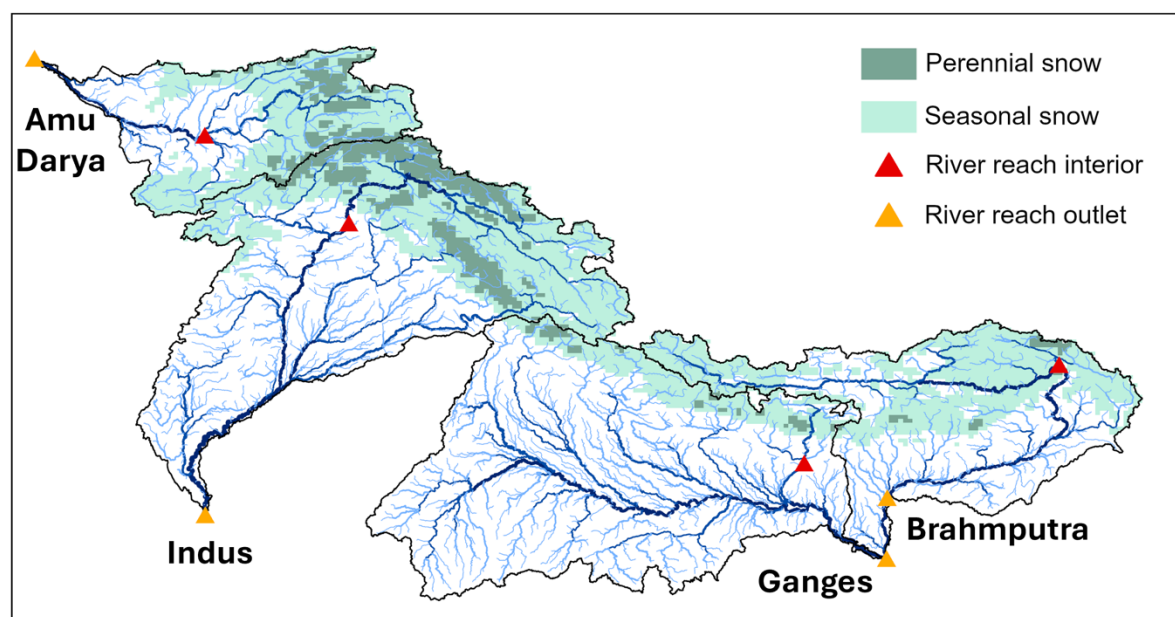 Perennial snow
Seasonal snow
River reach interior
River reach outlet
Amu
Darya
Indus
Ganges
Brahmputra